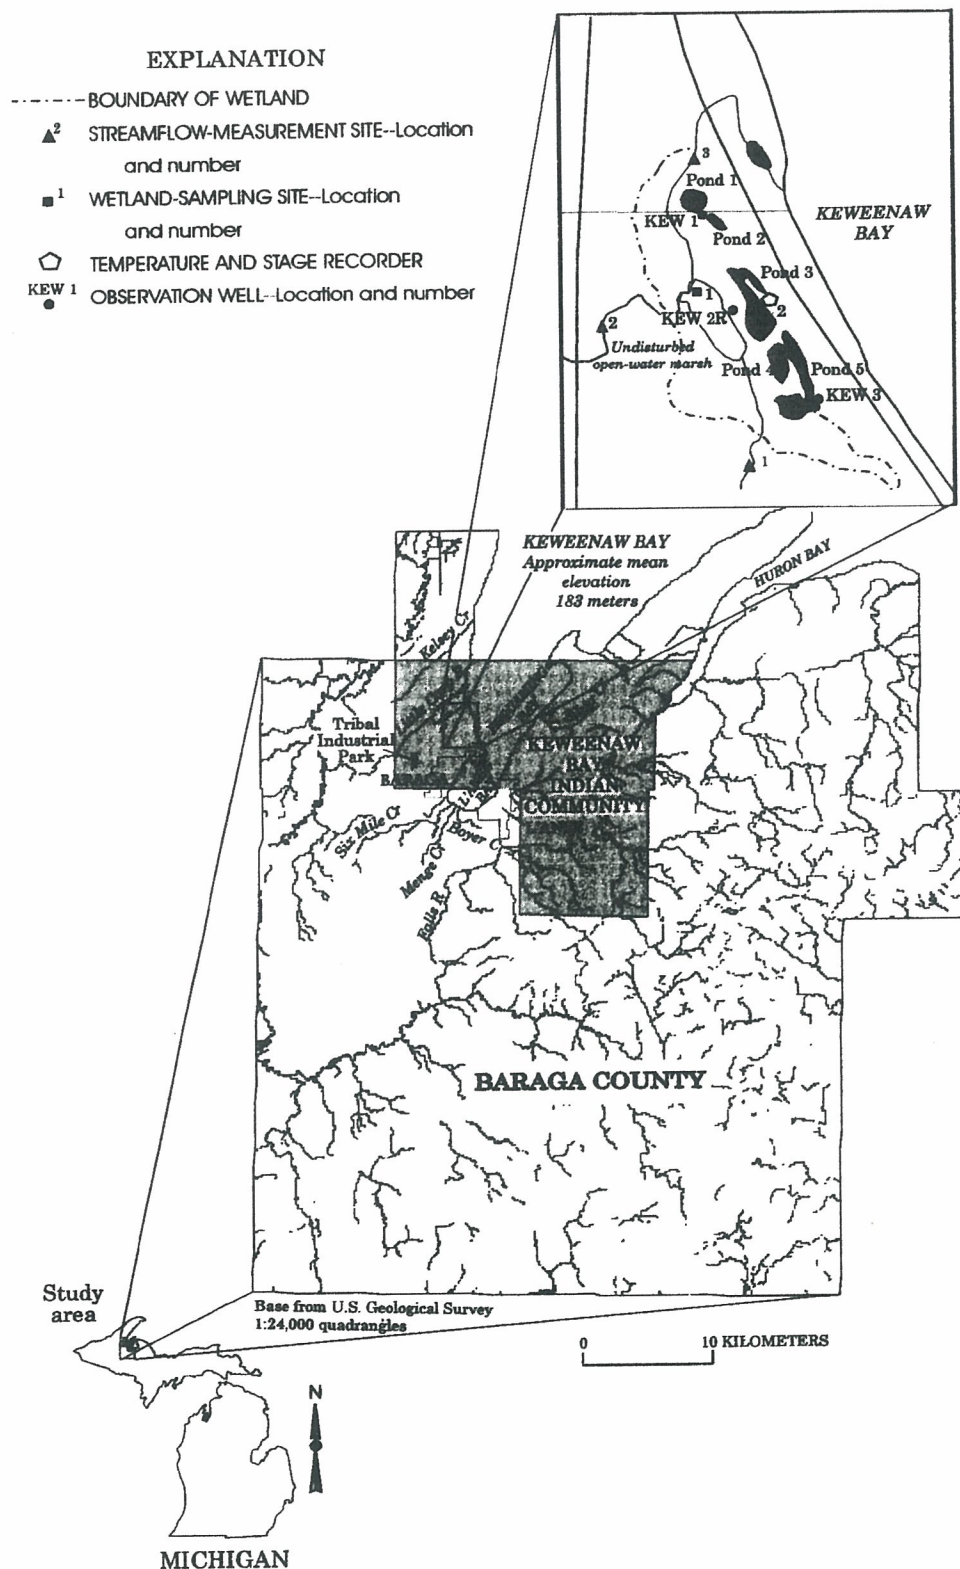 EXPLANATION
BOUNDARY OF WETLAND
2 STREAMFLOW-MEASUREMENT SITE--Location
and number
1 WETLAND-SAMPLING SITE--Location
and number
TEMPERATURE AND STAGE RECORDER
KEW 1 OBSERVATION WELL--Location and number
3
Pond 1
KEW 1
Pond 2
KEWEENAW
BAY
Pond 3
1
2
KEW 2R
2
Undisturbed
open-water marsh
Pond 4
Pond 5
KEW 3
1
KEWEENAW BAY
Approximate mean
elevation
183 meters
HURON BAY
Kelsey Cr
Tribal
Industrial
Park
BARAGA
KEWEENAW
BAY
INDIAN
COMMUNITY
Six Mile Cr
Boyer C
Menge Cr
Falls R
BARAGA COUNTY
Study
area
Base from U.S. Geological Survey
1:24,000 quadrangles
0 10 KILOMETERS
N
MICHIGAN